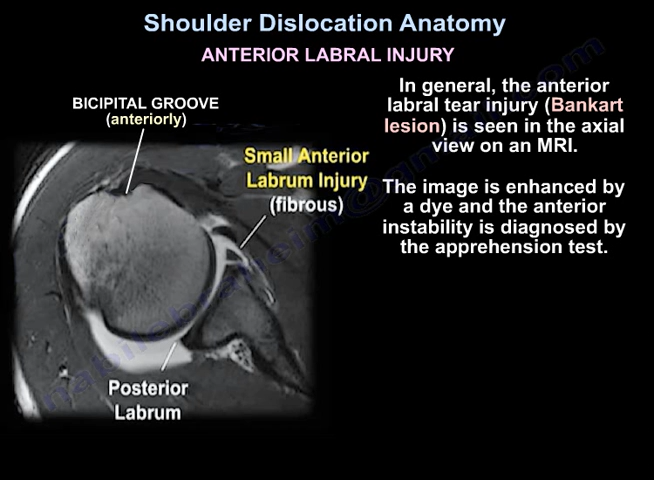 Shoulder Dislocation Anatomy
ANTERIOR LABRAL INJURY
BICIPITAL GROOVE
(anteriorly)
Small Anterior
Labrum Injury
(fibrous)
Posterior
Labrum
In general, the anterior
labral tear injury (Bankart
lesion) is seen in the axial
view on an MRI.
The image is enhanced by
a dye and the anterior
instability is diagnosed by
the apprehension test.